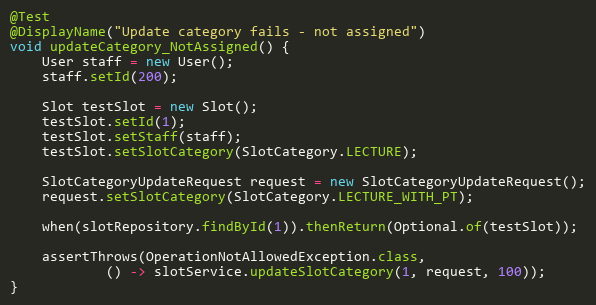 @Test
@DisplayName("Update category fails - not assigned")
void updateCategory_NotAssigned() {
    User staff = new User();
    staff.setId(200);

    Slot testSlot = new Slot();
    testSlot.setId(1);
    testSlot.setStaff(staff);
    testSlot.setSlotCategory(SlotCategory.LECTURE);

    SlotCategoryUpdateRequest request = new SlotCategoryUpdateRequest();
    request.setSlotCategory(SlotCategory.LECTURE_WITH_PT);

    when(slotRepository.findById(1)).thenReturn(Optional.of(testSlot));

    assertThrows(OperationNotAllowedException.class,
            () -> slotService.updateSlotCategory(1, request, 100));
}